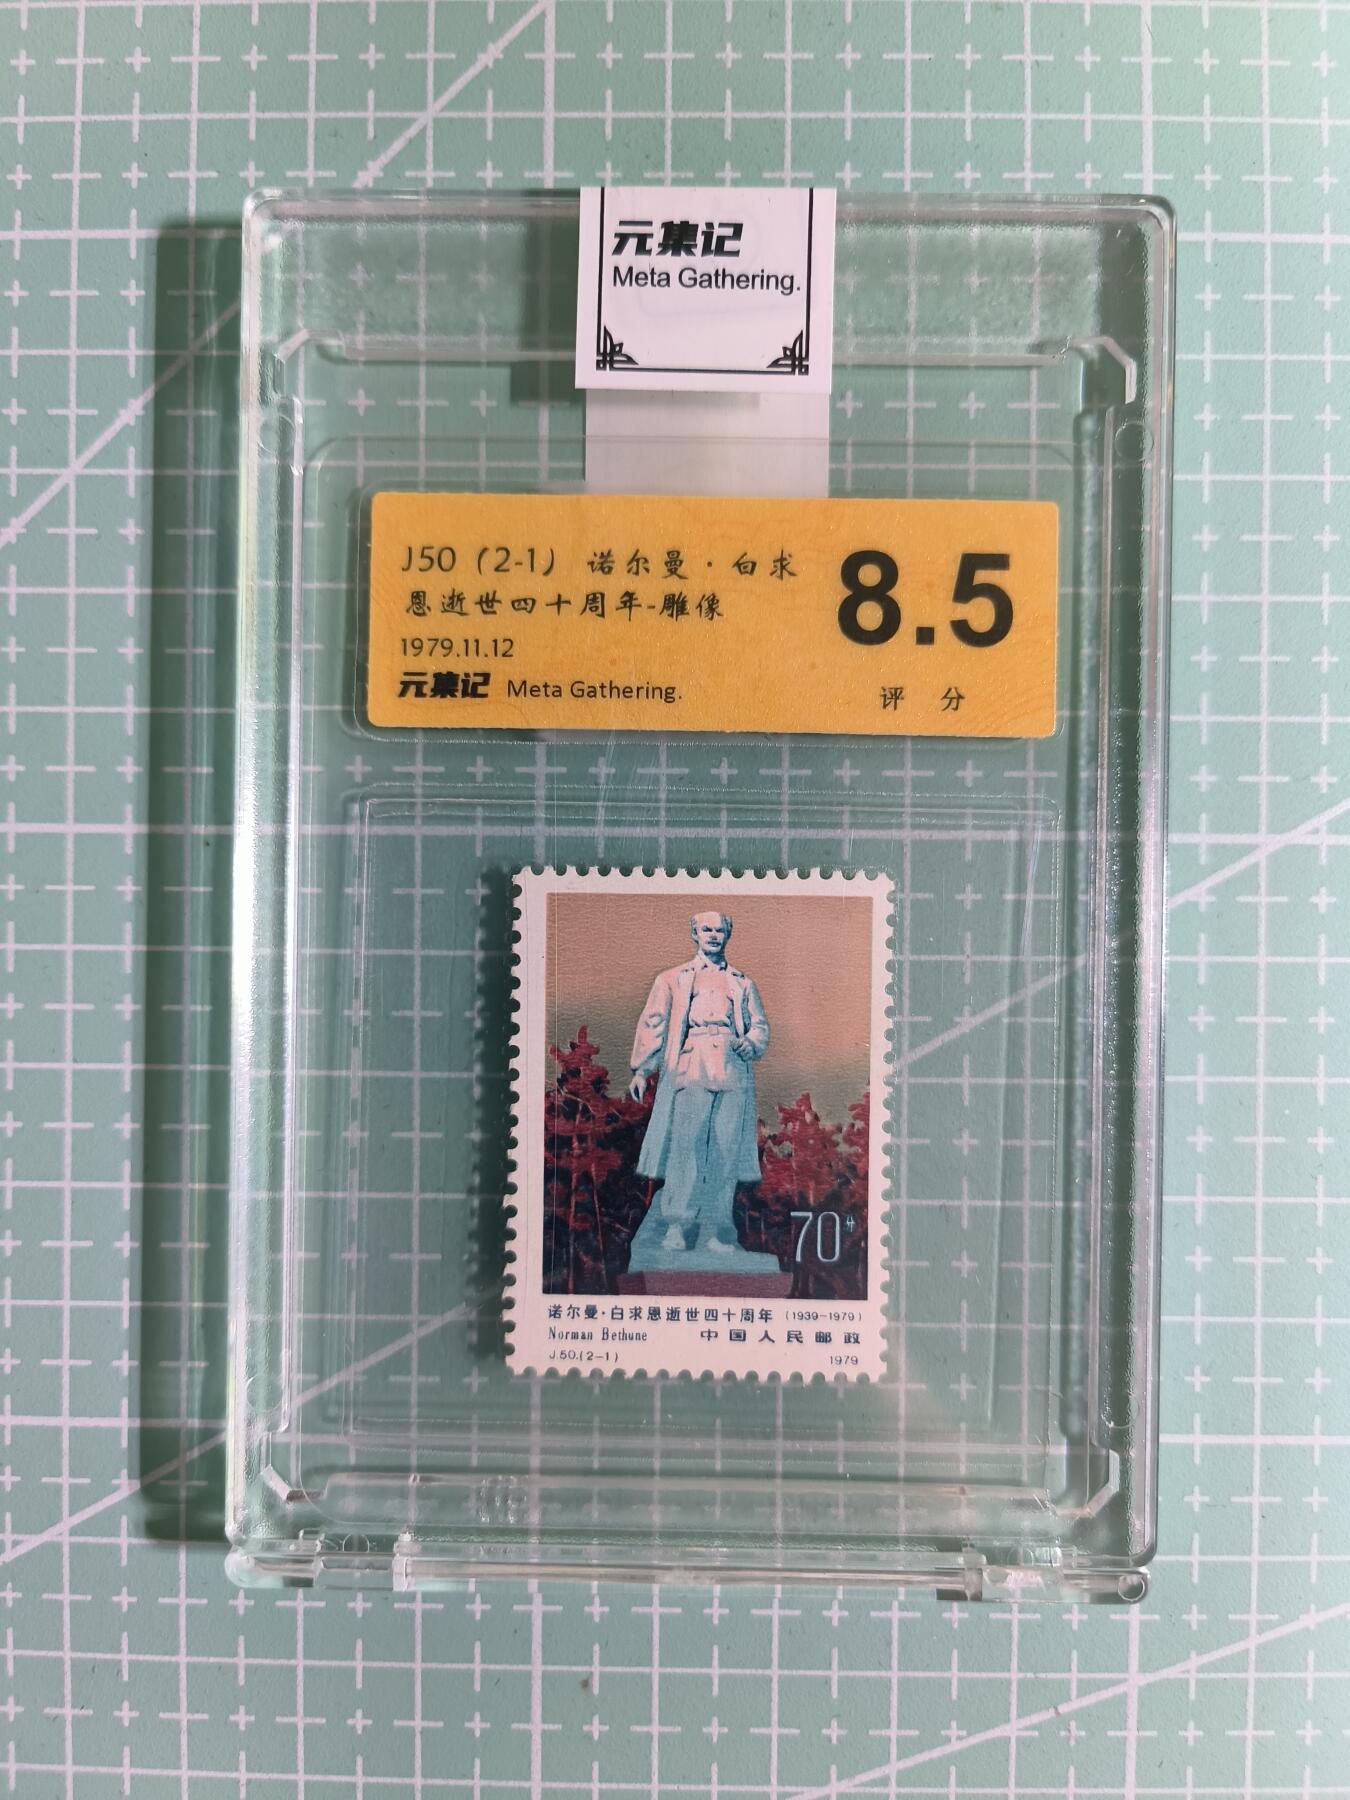 元集记
Meta Gathering.
J50（2-1） 诺尔曼·白求
恩逝世四十周年-雕像
1979.11.12
元集记 Meta Gathering.
8.5
评 分
70分
诺尔曼·白求恩逝世四十周年 (1939-1979)
Norman Bethune 中国人民邮政
J.50.(2-1) 1979